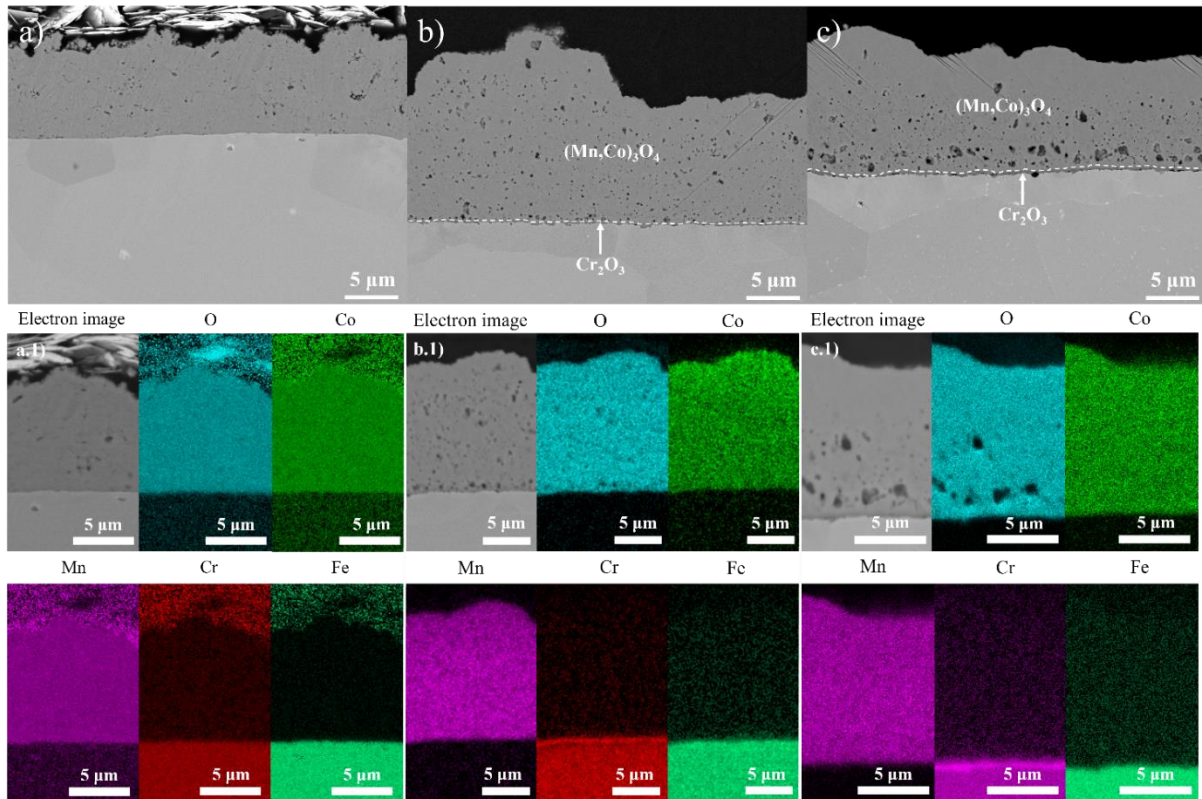 a) b) c)
(Mn,Co)₃O₄ (Mn,Co)₃O₄
Cr₂O₃ Cr₂O₃
5 μm 5 μm 5 μm
Electron image O Co Electron image O Co Electron image O Co
a.1) b.1) c.1)
5 μm 5 μm 5 μm 5 μm 5 μm 5 μm 5 μm 5 μm 5 μm
Mn Cr Fe Mn Cr Fe Mn Cr Fe
5 μm 5 μm 5 μm 5 μm 5 μm 5 μm 5 μm 5 μm 5 μm